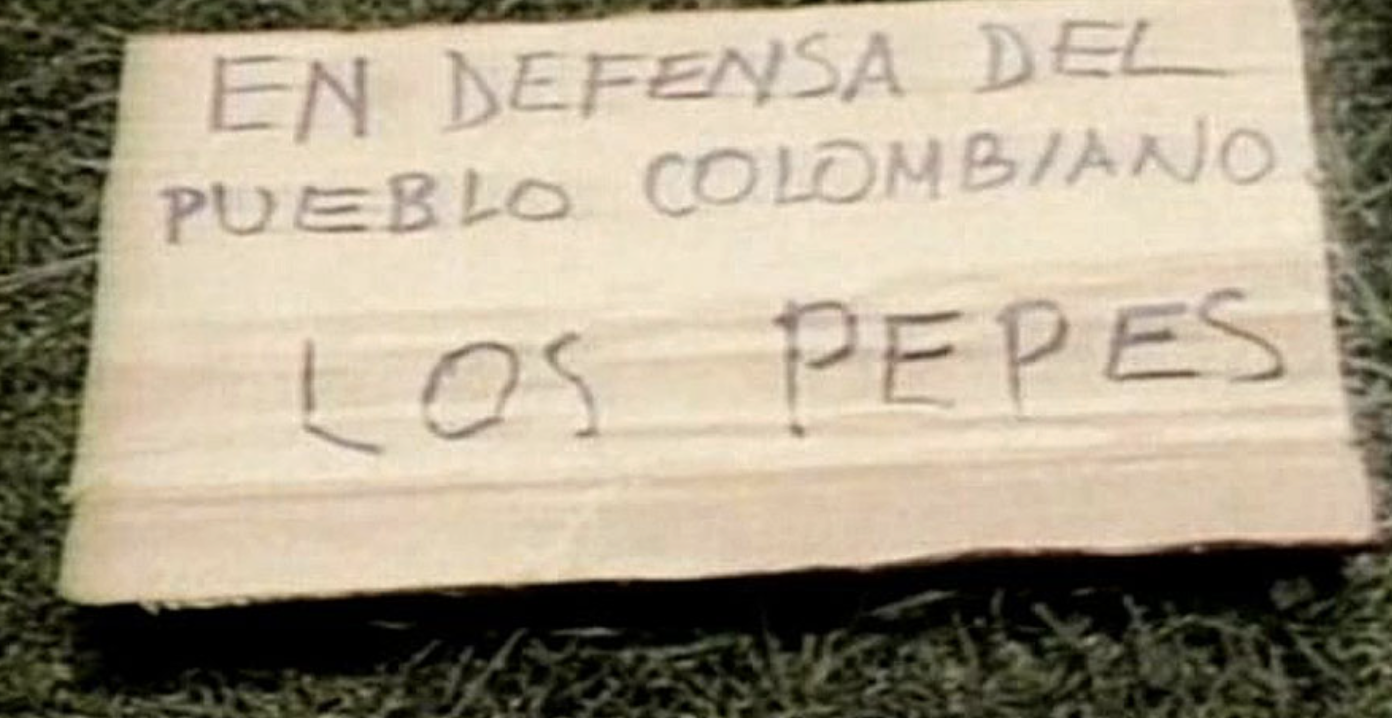 EN DEFENSA DEL
PUEBLO COLOMBIANO.
LOS PEPES